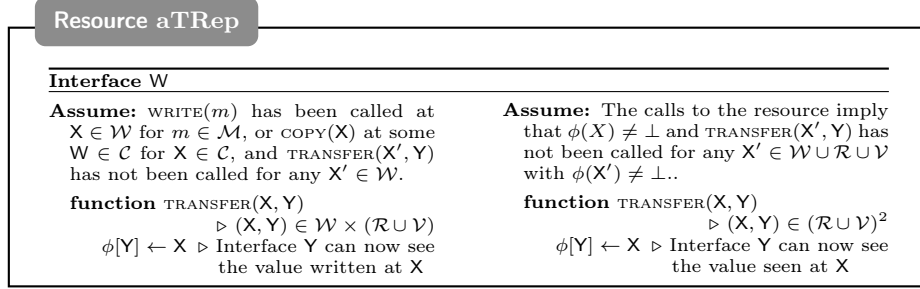 Resource aTRep
Interface W
Assume: WRITE(m) has been called at
X ∈ 𝒲 for m ∈ ℳ, or COPY(X) at some
W ∈ 𝒞 for X ∈ 𝒞, and TRANSFER(X′, Y)
has not been called for any X′ ∈ 𝒲.
function TRANSFER(X, Y)
▷ (X, Y) ∈ 𝒲 × (ℛ ∪ 𝒱)
ϕ[Y] ← X ▷ Interface Y can now see
the value written at X
Assume: The calls to the resource imply
that ϕ(X) ≠ ⊥ and TRANSFER(X′, Y) has
not been called for any X′ ∈ 𝒲∪ℛ∪𝒱
with ϕ(X′) ≠ ⊥..
function TRANSFER(X, Y)
▷ (X, Y) ∈ (ℛ ∪ 𝒱)²
ϕ[Y] ← X ▷ Interface Y can now see
the value seen at X